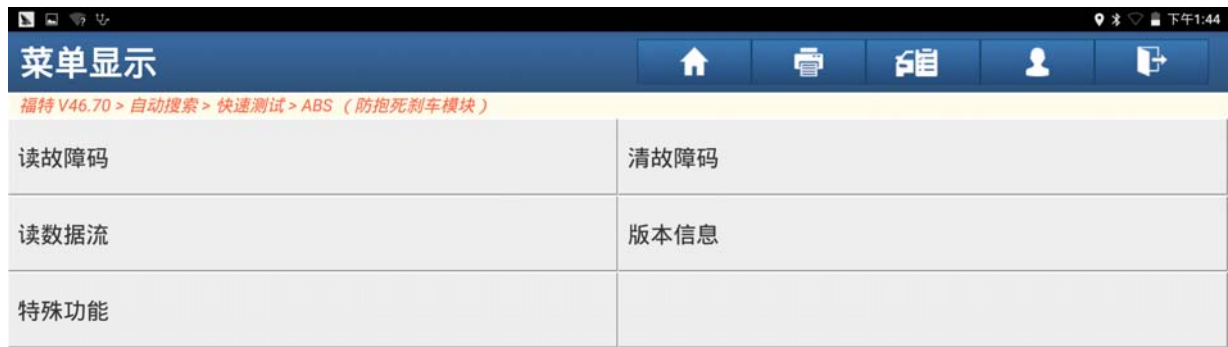 下午1:44
菜单显示
福特 V46.70 > 自动搜索 > 快速测试 > ABS （防抱死刹车模块）
读故障码
清故障码
读数据流
版本信息
特殊功能